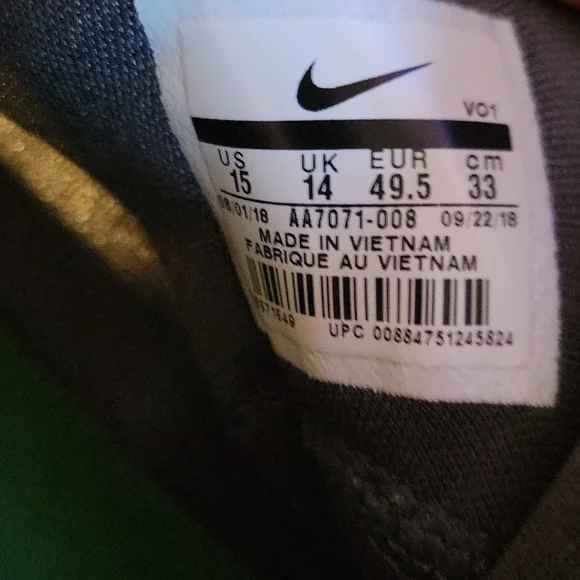 VO1
US UK EUR cm
15 14 49.5 33
08/01/18 AA7071-008 09/22/18
MADE IN VIETNAM
FABRIQUE AU VIETNAM
UPC 00884751245824